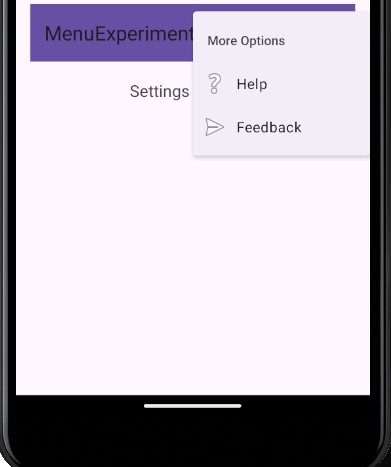 MenuExperiment
More Options
Settings
Help
Feedback